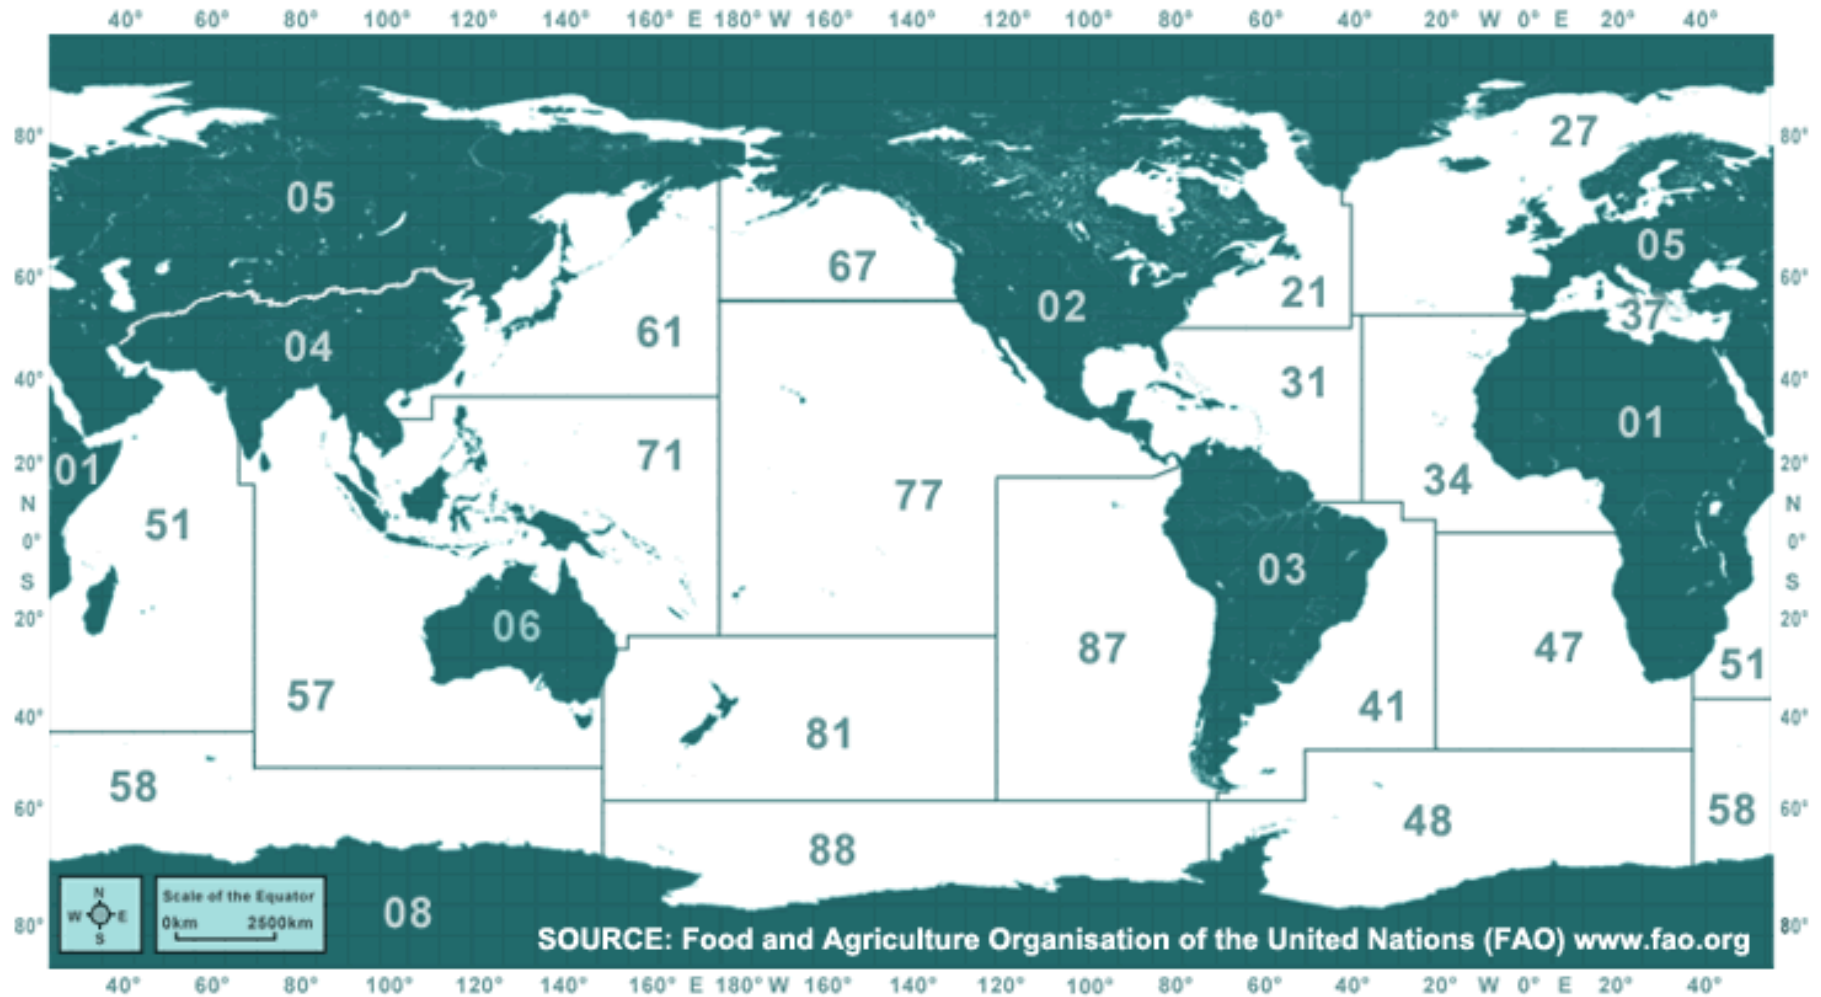 40° 60° 80° 100° 120° 140° 160° E 180° W 160° 140° 120° 100° 80° 60° 40° 20° W 0° E 20° 40°
27
80° 80°
05
05
67
60° 60°
21
02
37
61
04
31
40° 40°
01
71
20° 01 20°
34
77
N N
51
0° 0°
03
S S
20° 06 20°
87 47
51
57
41
40° 40°
81
58
60° 58 60°
48
88
N
W E
S
Scale of the Equator
0km 2500km
08
80° 80°
SOURCE: Food and Agriculture Organisation of the United Nations (FAO) www.fao.org
40° 60° 80° 100° 120° 140° 160° E 180° W 160° 140° 120° 100° 80° 60° 40° 20° W 0° E 20° 40°